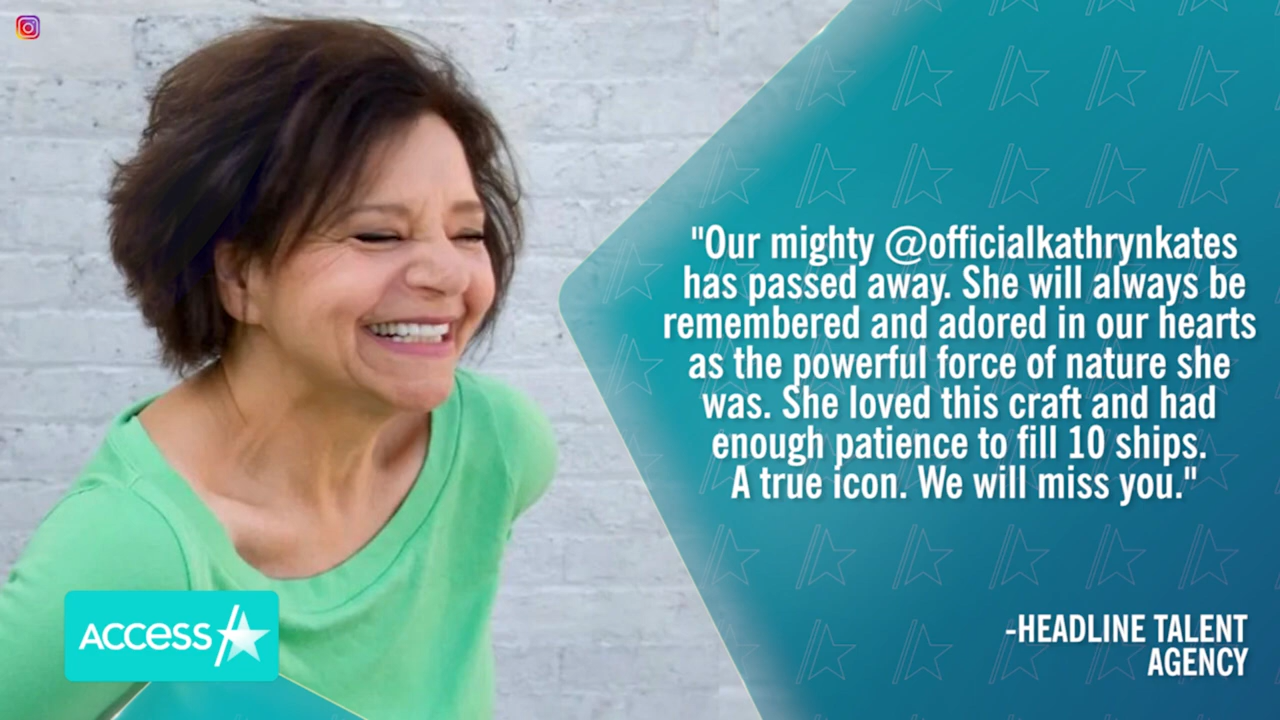 "Our mighty @officialkathrynkates
has passed away. She will always be
remembered and adored in our hearts
as the powerful force of nature she
was. She loved this craft and had
enough patience to fill 10 ships.
A true icon. We will miss you."
-HEADLINE TALENT
AGENCY
ACCESS